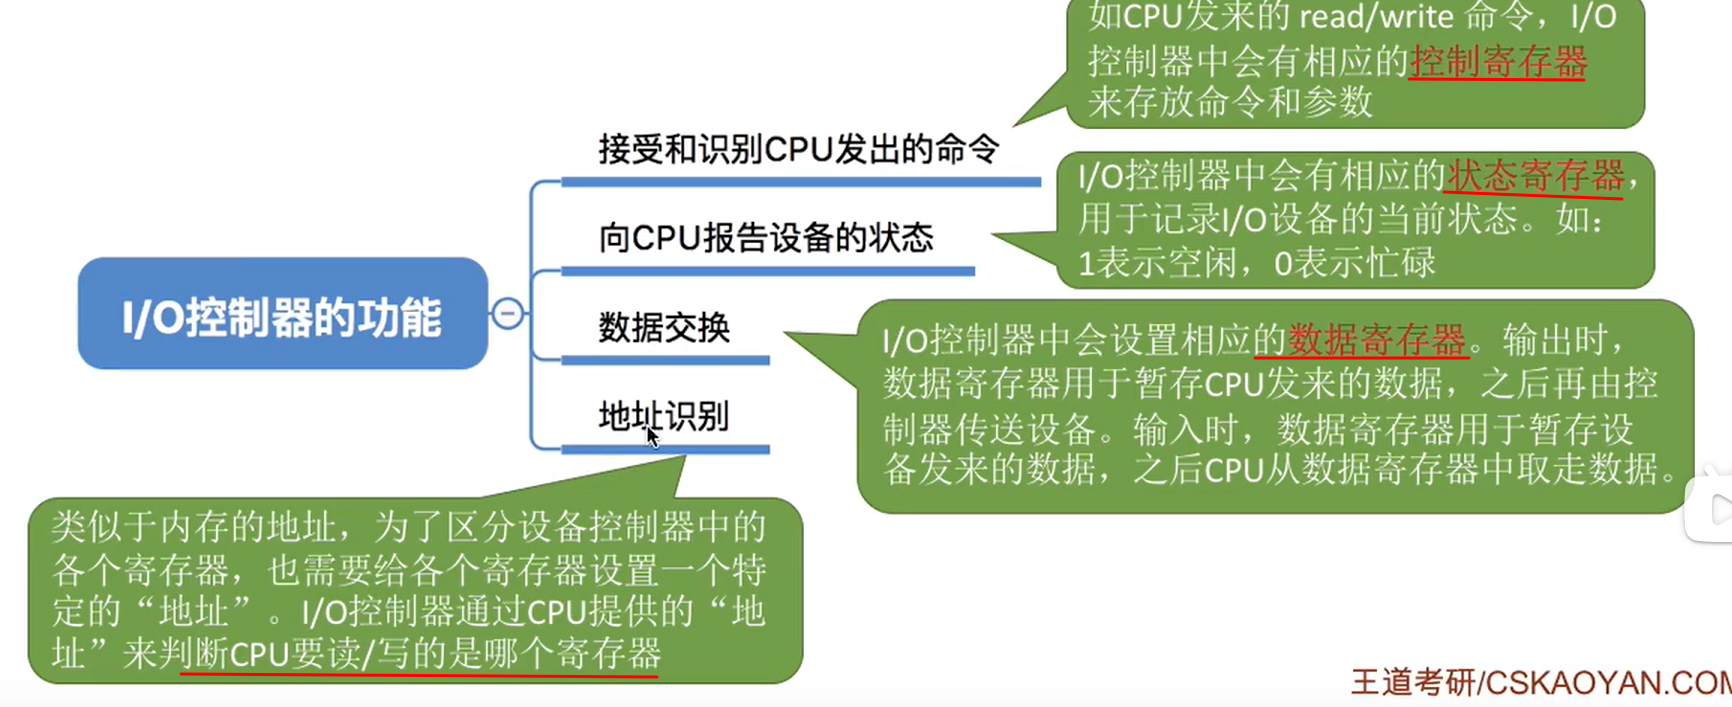 如CPU发来的 read/write 命令，I/O
控制器中会有相应的控制寄存器
来存放命令和参数
接受和识别CPU发出的命令
I/O控制器中会有相应的状态寄存器，
用于记录I/O设备的当前状态。如：
1表示空闲，0表示忙碌
向CPU报告设备的状态
I/O控制器的功能
数据交换
I/O控制器中会设置相应的数据寄存器。输出时，
数据寄存器用于暂存CPU发来的数据，之后再由控
制器传送设备。输入时，数据寄存器用于暂存设
备发来的数据，之后CPU从数据寄存器中取走数据。
地址识别
类似于内存的地址，为了区分设备控制器中的
各个寄存器，也需要给各个寄存器设置一个特
定的“地址”。I/O控制器通过CPU提供的“地
址”来判断CPU要读/写的是哪个寄存器
王道考研/CSKAOYAN.COM